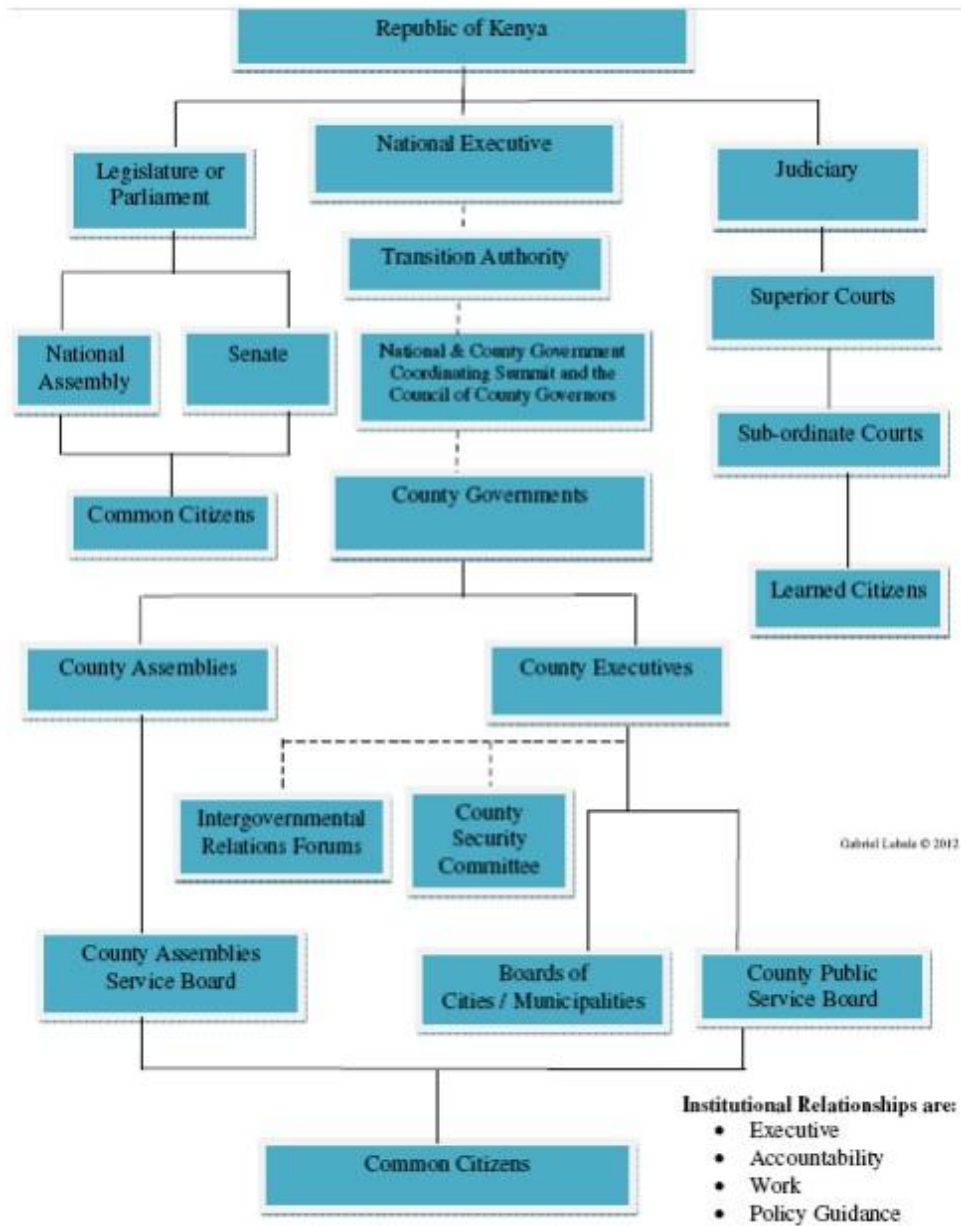 Republic of Kenya
National Executive
Legislature or
Parliament
Judiciary
Transition Authority
Superior Courts
National
Assembly
Senate
National & County Government
Coordinating Summit and the
Council of County Governors
Sub-ordinate Courts
Common Citizens
County Governments
Learned Citizens
County Assemblies
County Executives
Intergovernmental
Relations Forums
County
Security
Committee
Gabriel Lubale © 2012
County Assemblies
Service Board
Boards of
Cities / Municipalities
County Public
Service Board
Common Citizens
Institutional Relationships are:
• Executive
• Accountability
• Work
• Policy Guidance